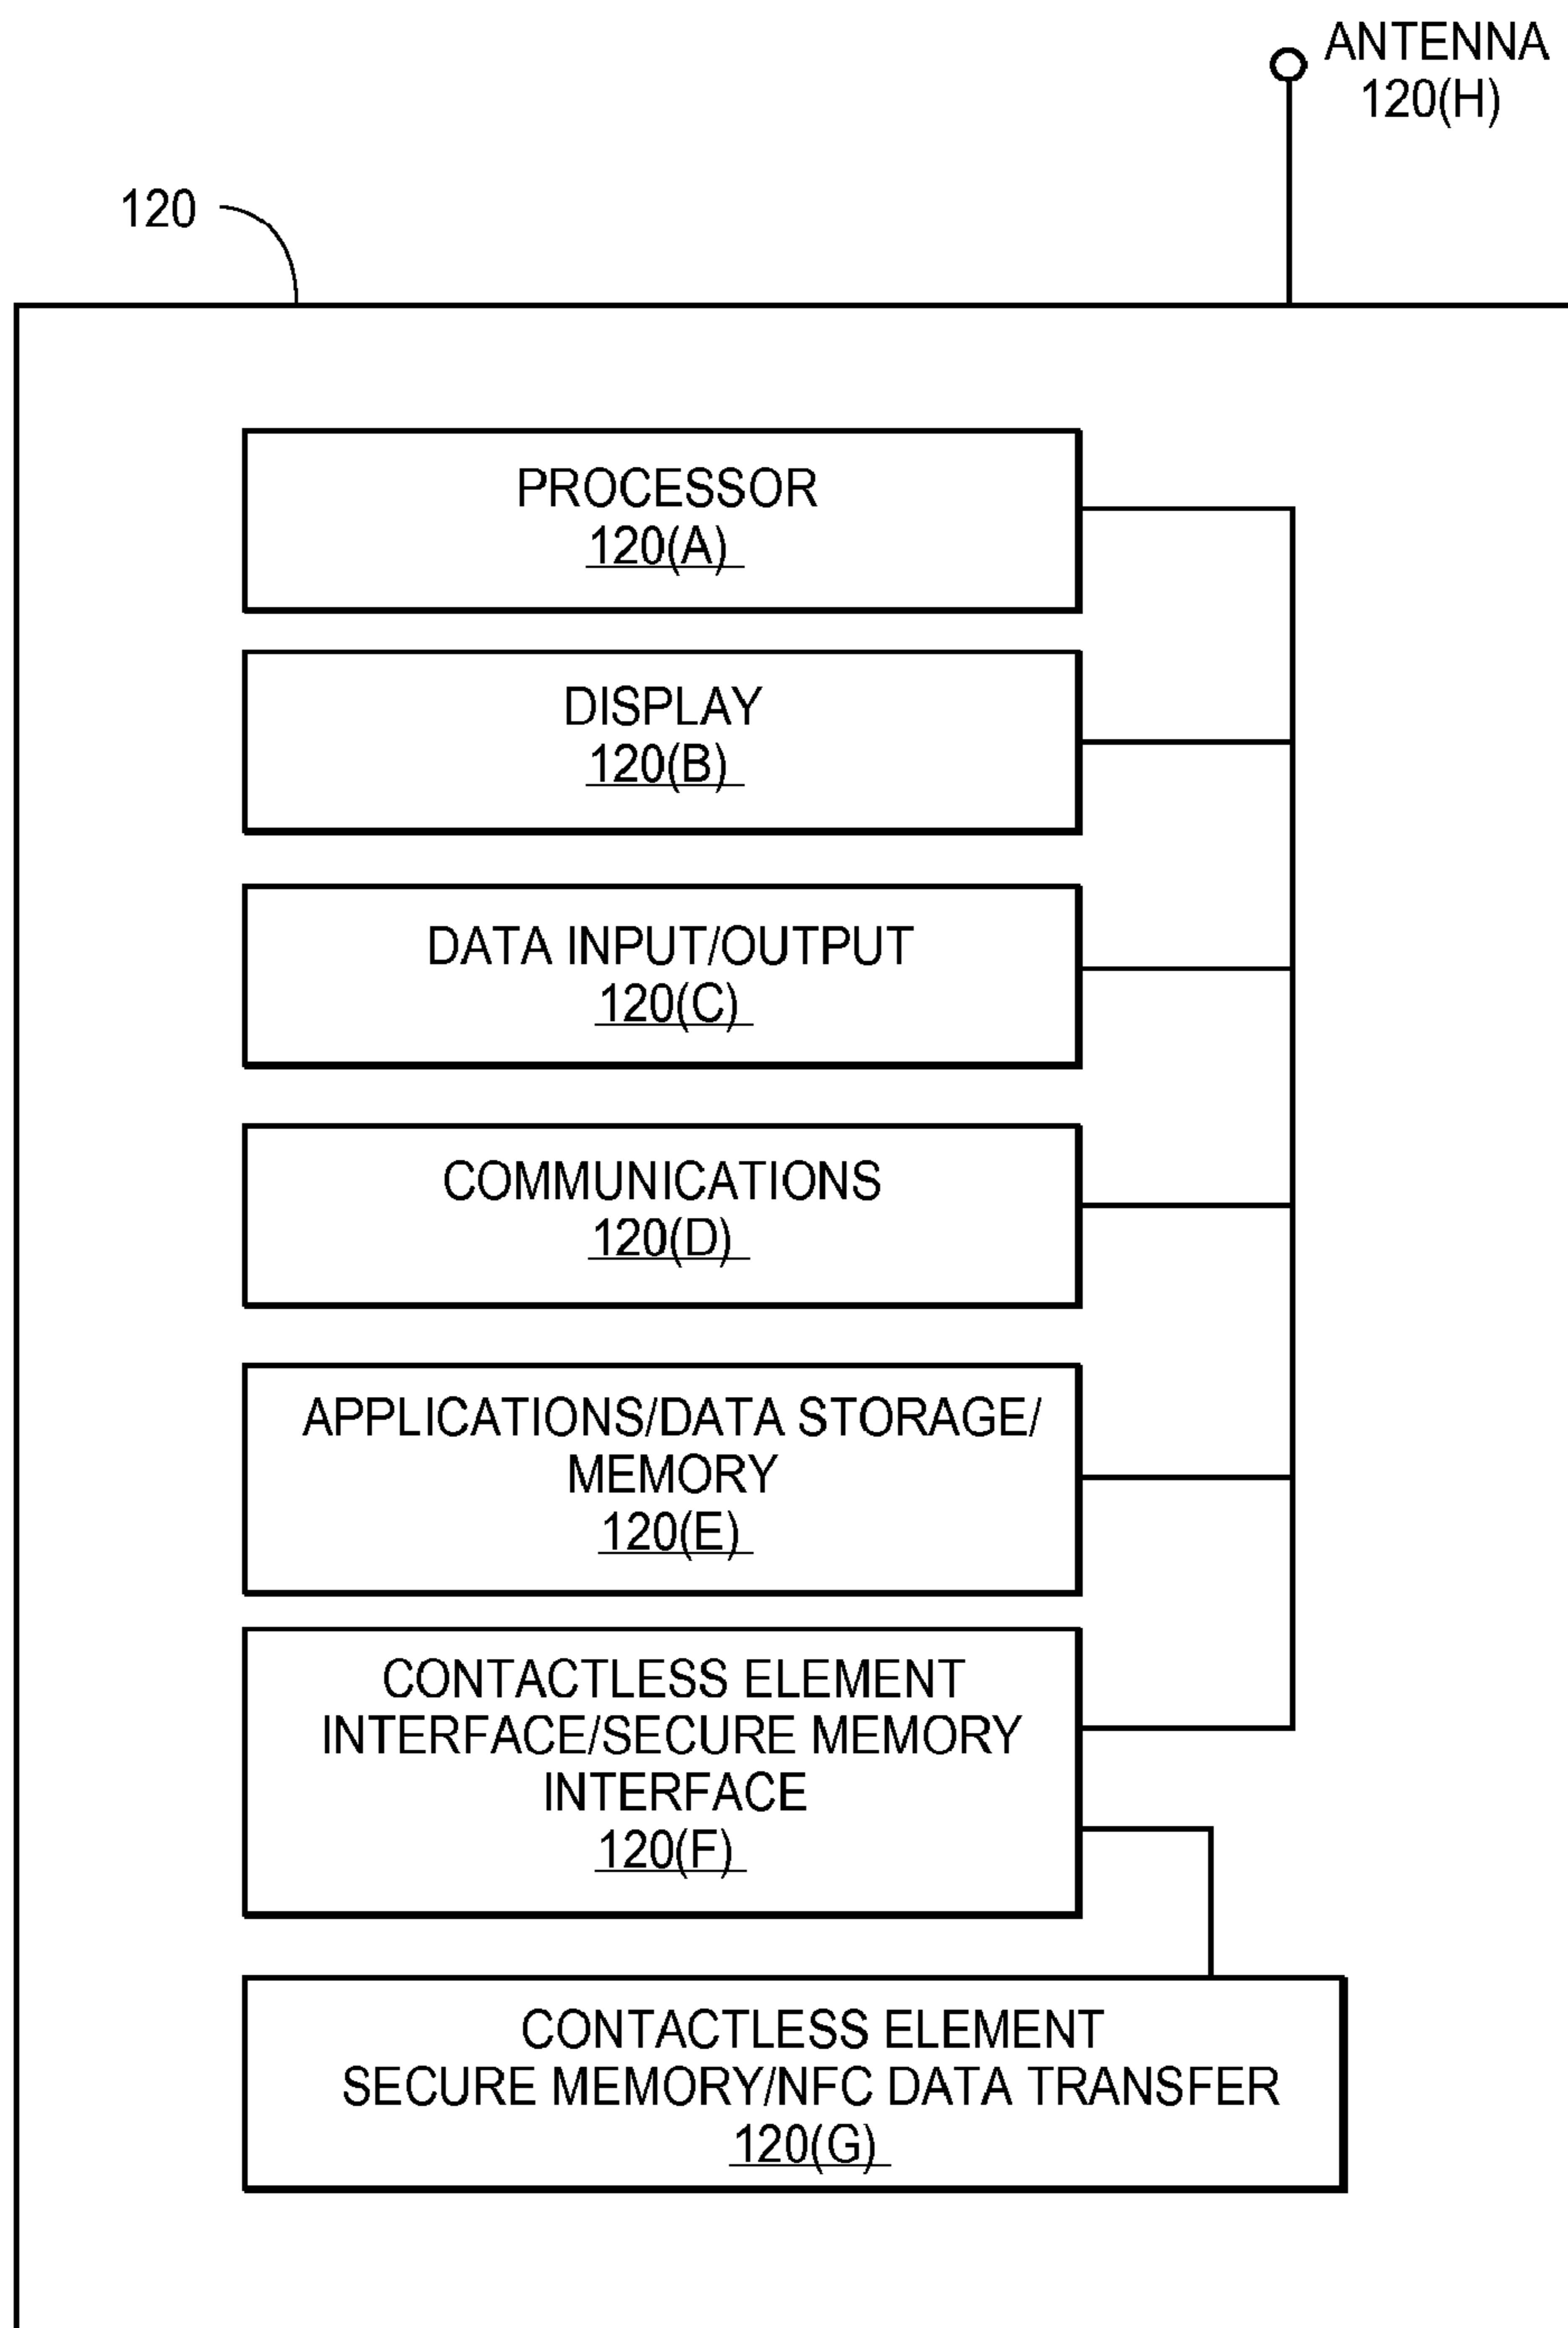 ANTENNA
120(H)
120
PROCESSOR
120(A)
DISPLAY
120(B)
DATA INPUT/OUTPUT
120(C)
COMMUNICATIONS
120(D)
APPLICATIONS/DATA STORAGE/
MEMORY
120(E)
CONTACTLESS ELEMENT
INTERFACE/SECURE MEMORY
INTERFACE
120(F)
CONTACTLESS ELEMENT
SECURE MEMORY/NFC DATA TRANSFER
120(G)